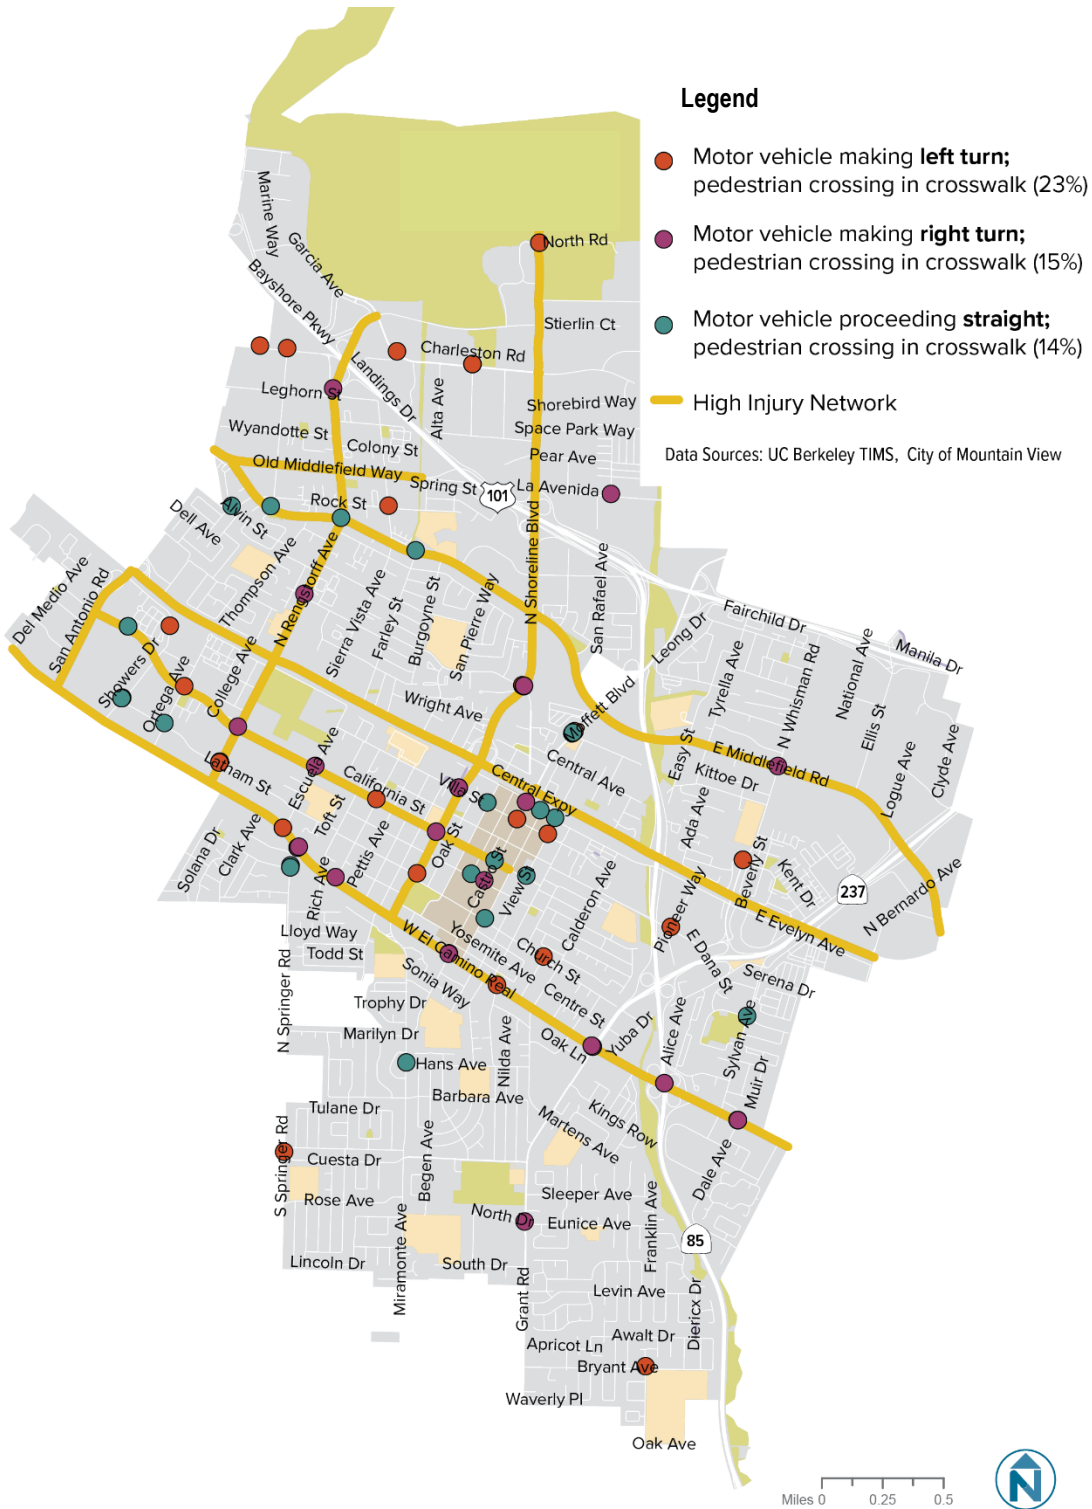 Legend
Motor vehicle making left turn;
pedestrian crossing in crosswalk (23%)
Motor vehicle making right turn;
pedestrian crossing in crosswalk (15%)
Motor vehicle proceeding straight;
pedestrian crossing in crosswalk (14%)
High Injury Network
Data Sources: UC Berkeley TIMS, City of Mountain View
Marine Way
Garcia Ave
Bayshore Pkwy
North Rd
Stierlin Ct
Charleston Rd
Landings Dr
Leghorn St
Alta Ave
Shorebird Way
Wyandotte St
Space Park Way
Colony St
Pear Ave
Old Middlefield Way
Spring St
101
La Avenida
Rock St
Alvin St
Dell Ave
N Shoreline Blvd
Thompson Ave
N Rengstorff Ave
San Rafael Ave
Del Medio Ave
San Antonio Rd
Sierra Vista Ave
Farley St
Burgoyne St
San Pierre Way
Fairchild Dr
Leong Dr
Manila Dr
Showers Dr
Ortega Ave
College Ave
Wright Ave
Moffett Blvd
Tyrella Ave
N Whisman Rd
National Ave
Ellis St
Easy St
E Middlefield Rd
Logue Ave
Clyde Ave
Latham St
Escuela Ave
California St
Villa St
Central Expy
Central Ave
Kittoe Dr
Ada Ave
Toft St
Pettis Ave
Oak St
Solana Dr
Clark Ave
Rich Ave
Castro St
View St
Calderon Ave
Pioneer Way
Beverly St
Kent Dr
237
N Bernardo Ave
E Evelyn Ave
Lloyd Way
Todd St
W El Camino Real
Yosemite Ave
Church St
E Dana St
Serena Dr
N Springer Rd
Sonia Way
Centre St
Trophy Dr
Marilyn Dr
Hans Ave
Nilda Ave
Oak Ln
Yuba Dr
Alice Ave
Sylvan Ave
Muir Dr
Barbara Ave
Tulane Dr
Martens Ave
Kings Row
S Springer Rd
Cuesta Dr
Begen Ave
Dale Ave
Rose Ave
Sleeper Ave
North Dr
Eunice Ave
Franklin Ave
85
Miramonte Ave
Lincoln Dr
South Dr
Grant Rd
Levin Ave
Diericx Dr
Awalt Dr
Apricot Ln
Bryant Ave
Waverly Pl
Oak Ave
N
Miles 0 0.25 0.5